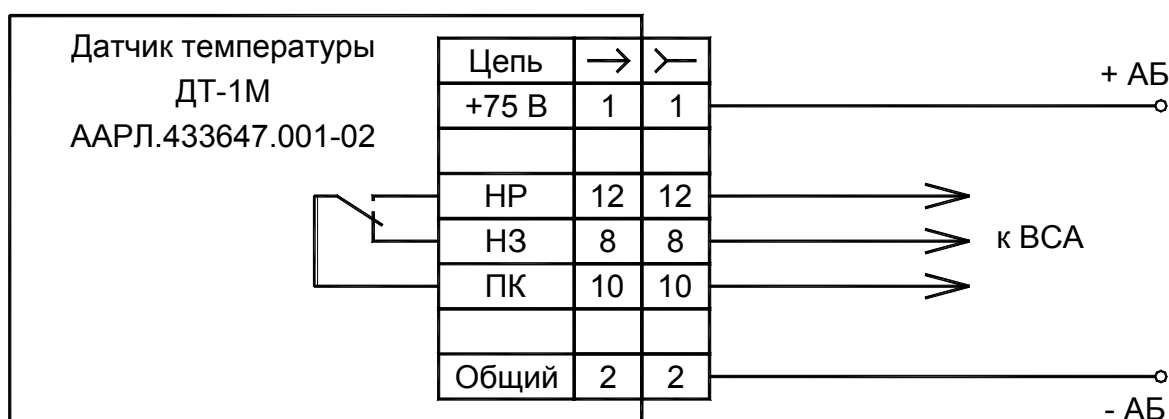 Датчик температуры
ДТ-1М
ААРЛ.433647.001-02
Цепь
+75 В 1 1
+ АБ
НР 12 12
НЗ 8 8
к ВСА
ПК 10 10
Общий 2 2
- АБ